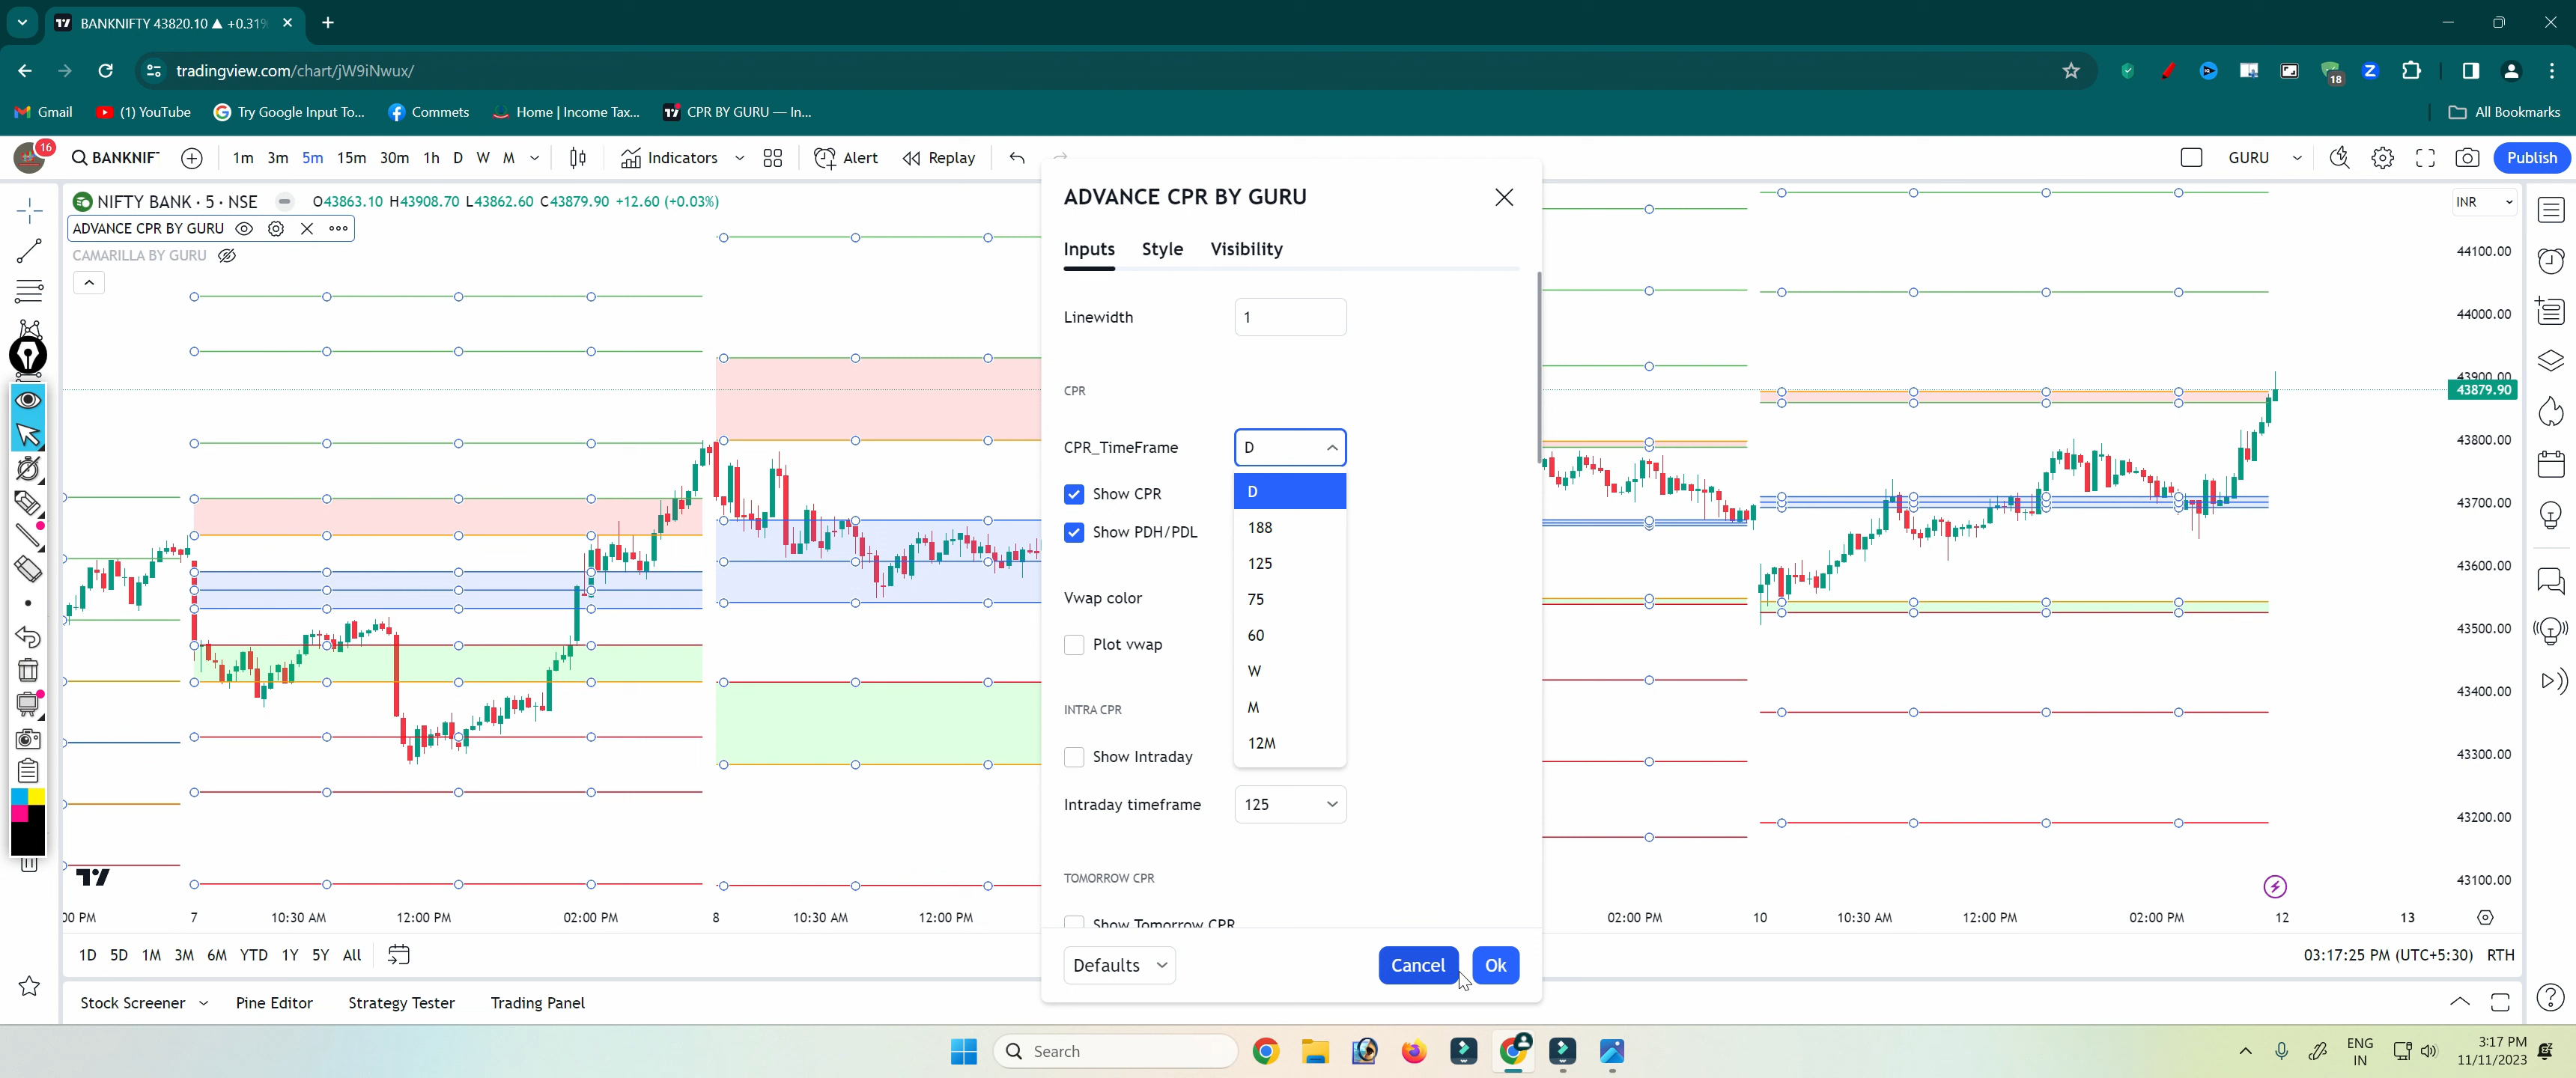 BANKNIFTY 43820.10 ▲ +0.31%
tradingview.com/chart/jW9iNwux/
18
Gmail
(1) YouTube
Try Google Input To...
Commets
Home | Income Tax...
CPR BY GURU — In...
All Bookmarks
16
BANKNIF
1m 3m 5m 15m 30m 1h D W M
Indicators
Alert
Replay
GURU
Publish
NIFTY BANK · 5 · NSE
O43863.10 H43908.70 L43862.60 C43879.90 +12.60 (+0.03%)
ADVANCE CPR BY GURU
CAMARILLA BY GURU
ADVANCE CPR BY GURU
Inputs Style Visibility
Linewidth
1
CPR
CPR_TimeFrame
D
Show CPR
Show PDH/PDL
D
188
125
75
60
W
M
12M
Vwap color
Plot vwap
INTRA CPR
Show Intraday
Intraday timeframe
125
TOMORROW CPR
Show Tomorrow CPR
Defaults
Cancel
Ok
INR
44100.00
44000.00
43900.00
43879.90
43800.00
43700.00
43600.00
43500.00
43400.00
43300.00
43200.00
43100.00
00 PM 7 10:30 AM 12:00 PM 02:00 PM 8 10:30 AM 12:00 PM 02:00 PM 10 10:30 AM 12:00 PM 02:00 PM 12 13
1D 5D 1M 3M 6M YTD 1Y 5Y All
03:17:25 PM (UTC+5:30) RTH
Stock Screener
Pine Editor
Strategy Tester
Trading Panel
Search
ENG
IN
3:17 PM
11/11/2023